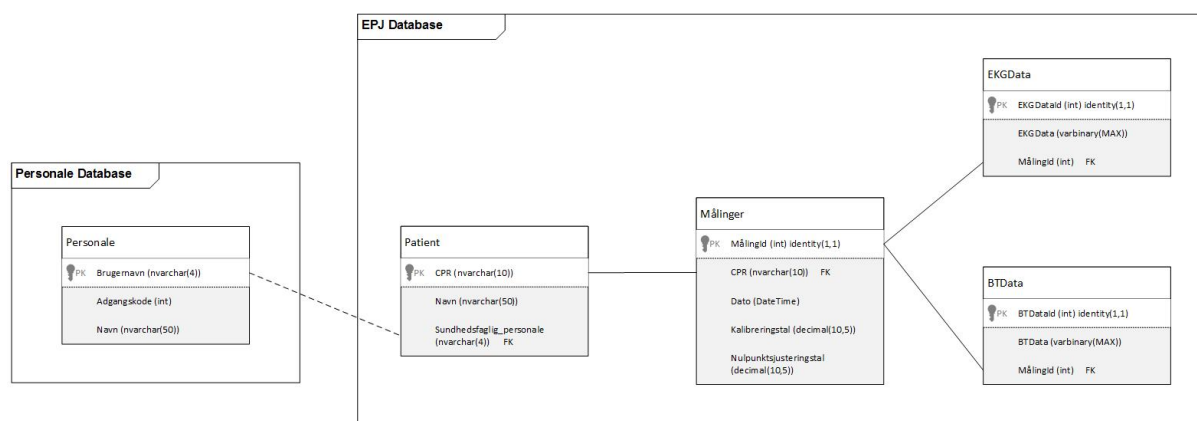 EPJ Database
EKGData
PK EKGDataId (int) identity(1,1)
EKGData (varbinary(MAX))
MålingId (int) FK
Personale Database
Personale
PK Brugernavn (nvarchar(4))
Adgangskode (int)
Navn (nvarchar(50))
Patient
PK CPR (nvarchar(10))
Navn (nvarchar(50))
Sundhedsfaglig_personale
(nvarchar(4)) FK
Målinger
PK MålingId (int) identity(1,1)
CPR (nvarchar(10)) FK
Dato (DateTime)
Kalibreringstal (decimal(10,5))
Nulpunktsjusteringstal
(decimal(10,5))
BTData
PK BTDataId (int) identity(1,1)
BTData (varbinary(MAX))
MålingId (int) FK